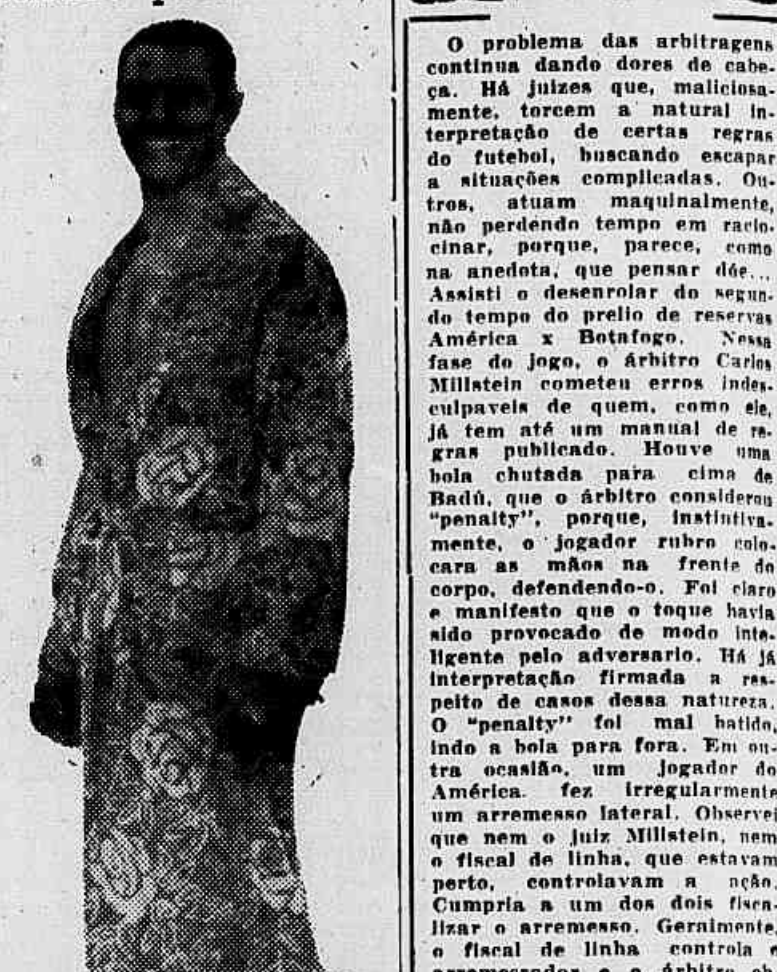 O problema das arbitragens
continua dando dores de cabe-
ça. Há juizes que, maliciosa-
mente, torcem a natural in-
terpretação de certas regras
do futebol, buscando escapar
a situações complicadas. Ou-
tros, atuam maquinalmente,
não perdendo tempo em racio-
cinar, porque, parece, como
na anedota, que pensar dóe...
Assisti o desenrolar do segun-
do tempo do prelio de reservas
América x Botafogo. Nessa
fase do jogo, o árbitro Carlos
Millstein cometeu erros indes-
culpaveis de quem, como ele,
já tem até um manual de re-
gras publicado. Houve uma
bola chutada para cima de
Badú, que o árbitro considerou
"penalty", porque, instintiva-
mente, o jogador rubro colo-
cara as mãos na frente do
corpo, defendendo-o. Foi claro
e manifesto que o toque havia
sido provocado de modo inte-
ligente pelo adversario. Há já
interpretação firmada a res-
peito de casos dessa natureza.
O "penalty" foi mal batido,
indo a bola para fora. Em ou-
tra ocasião, um jogador do
América. fez irregularmente
um arremesso lateral. Observei
que nem o juiz Millstein, nem
o fiscal de linha, que estavam
perto, controlavam a ação.
Cumpria a um dos dois fisca-
lizar o arremesso. Geralmente,
o fiscal de linha controla o
arremessador e o árbitro